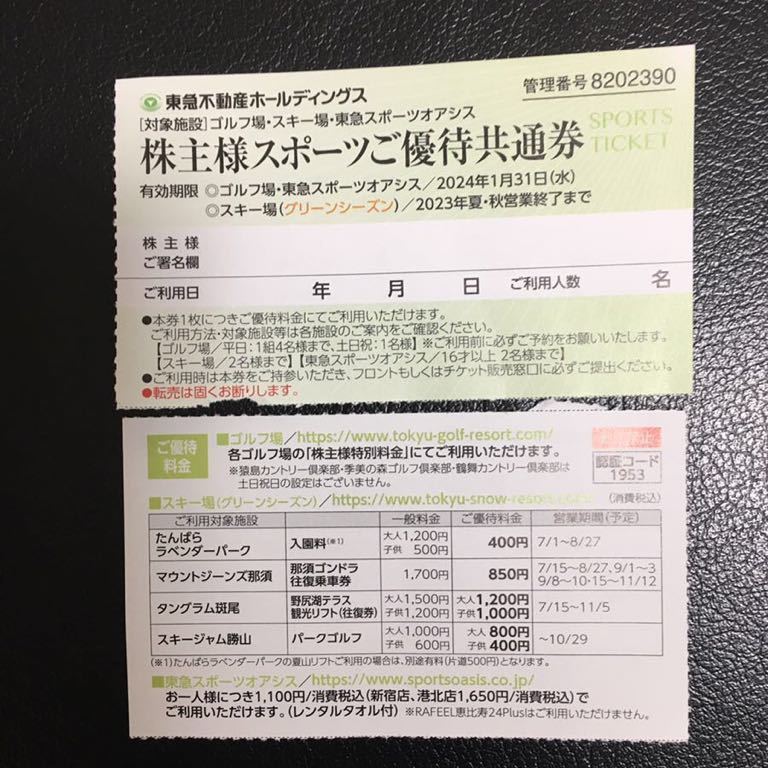 管理番号8202390
東急不動産ホールディングス
[対象施設]ゴルフ場・スキー場・東急スポーツオアシス
株主様スポーツご優待共通券
SPORTS
TICKET
有効期限 ◎ゴルフ場・東急スポーツオアシス/2024年1月31日(水)
◎スキー場(グリーンシーズン)/2023年夏・秋営業終了まで
株主様
ご署名欄
ご利用日 年 月 日 ご利用人数 名
●本券1枚につきご優待料金にてご利用いただけます。
ご利用方法・対象施設等は各施設のご案内をご確認ください。
【ゴルフ場/平日:1組4名様まで、土日祝:1名様】※ご利用前に必ずご予約をお願いいたします。
【スキー場/2名様まで】【東急スポーツオアシス/16才以上 2名様まで】
●ご利用時は本券をご持参いただき、フロントもしくはチケット販売窓口に必ずご提出ください。
●転売は固くお断りします。
ご優待
料金
■ゴルフ場/https://www.tokyu-golf-resort.com/
各ゴルフ場の「株主様特別料金」にてご利用いただけます。
※猿島カントリー倶楽部・季美の森ゴルフ倶楽部・鶴舞カントリー倶楽部は
土日祝日の設定はございません。
認証コード
1953
■スキー場(グリーンシーズン)/https://www.tokyu-snow-resort.com/ (消費税込)
ご利用対象施設 一般料金 ご優待料金 営業期間(予定)
たんばら
ラベンダーパーク 入園料(※1) 大人1,200円 子供 500円 400円 7/1〜8/27
マウントジーンズ那須 那須ゴンドラ 往復乗車券 1,700円 850円 7/15〜8/27、9/1〜3
9/8〜10・15〜11/12
タングラム斑尾 野尻湖テラス 観光リフト(往復券) 大人1,500円 子供1,200円 大人1,200円 子供1,000円 7/15〜11/5
スキージャム勝山 パークゴルフ 大人1,000円 子供 600円 大人 800円 子供 400円 〜10/29
(※1)たんばらラベンダーパークの夏山リフトご利用の場合は、別途有料(片道500円)となります。
■東急スポーツオアシス/https://www.sportsoasis.co.jp/
お一人様につき1,100円/消費税込(新宿店、港北店1,650円/消費税込)で
ご利用いただけます。(レンタルタオル付) ※RAFEEL恵比寿24Plusはご利用いただけません。